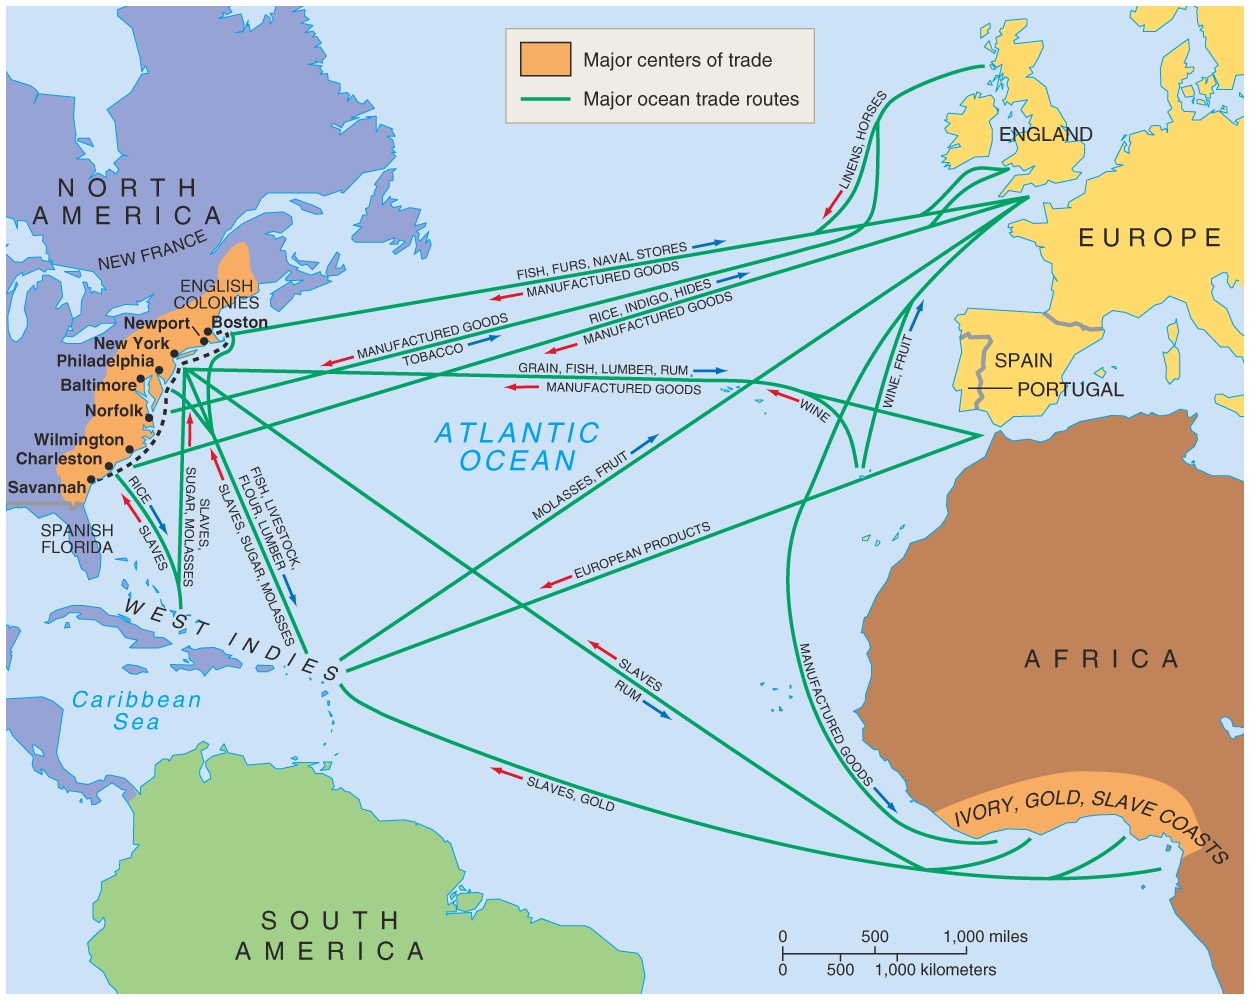 Major centers of trade
Major ocean trade routes
NORTH
AMERICA
NEW FRANCE
ENGLISH
COLONIES
Newport
Boston
New York
Philadelphia
Baltimore
Norfolk
Wilmington
Charleston
Savannah
SPANISH
FLORIDA
LINENS, HORSES
ENGLAND
EUROPE
SPAIN
PORTUGAL
FISH, FURS, NAVAL STORES
MANUFACTURED GOODS
MANUFACTURED GOODS
TOBACCO
RICE, INDIGO, HIDES
MANUFACTURED GOODS
GRAIN, FISH, LUMBER, RUM
MANUFACTURED GOODS
WINE
WINE, FRUIT
ATLANTIC
OCEAN
MOLASSES, FRUIT
EUROPEAN PRODUCTS
RICE
SLAVES
SLAVES,
SUGAR, MOLASSES
FISH, LIVESTOCK,
FLOUR, LUMBER
SLAVES, SUGAR, MOLASSES
WEST INDIES
Caribbean
Sea
SLAVES
RUM
MANUFACTURED GOODS
SLAVES, GOLD
AFRICA
IVORY, GOLD, SLAVE COASTS
SOUTH
AMERICA
0 500 1,000 miles
0 500 1,000 kilometers